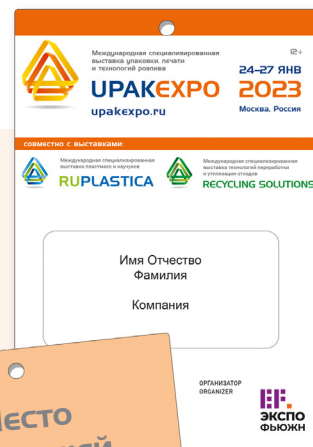 Международная специализированная
выставка упаковки, печати
и технологий розлива
12+
UPAKEXPO
upakexpo.ru
24–27 ЯНВ
2023
Москва, Россия
СОВМЕСТНО С ВЫСТАВКАМИ:
Международная специализированная
выставка пластмасс и каучуков
RUPLASTICA
Международная специализированная
выставка технологий переработки
и утилизации отходов
RECYCLING SOLUTIONS
Имя Отчество
Фамилия
Компания
ОРГАНИЗАТОР
ORGANIZER
EF.
ЭКСПО
ФЬЮЖН
МЕСТО